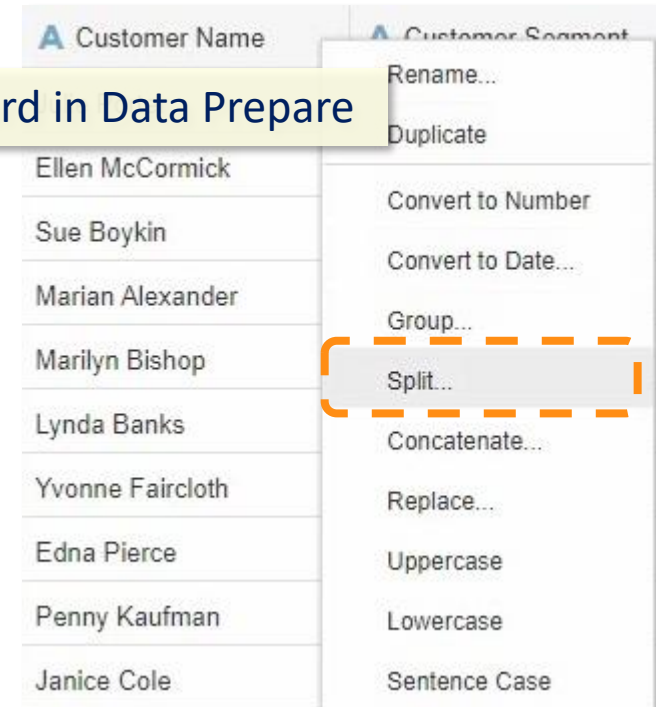 Customer Name
Customer Segment
rd in Data Prepare
Ellen McCormick
Sue Boykin
Marian Alexander
Marilyn Bishop
Lynda Banks
Yvonne Faircloth
Edna Pierce
Penny Kaufman
Janice Cole
Rename...
Duplicate
Convert to Number
Convert to Date...
Group...
Split...
Concatenate...
Replace...
Uppercase
Lowercase
Sentence Case